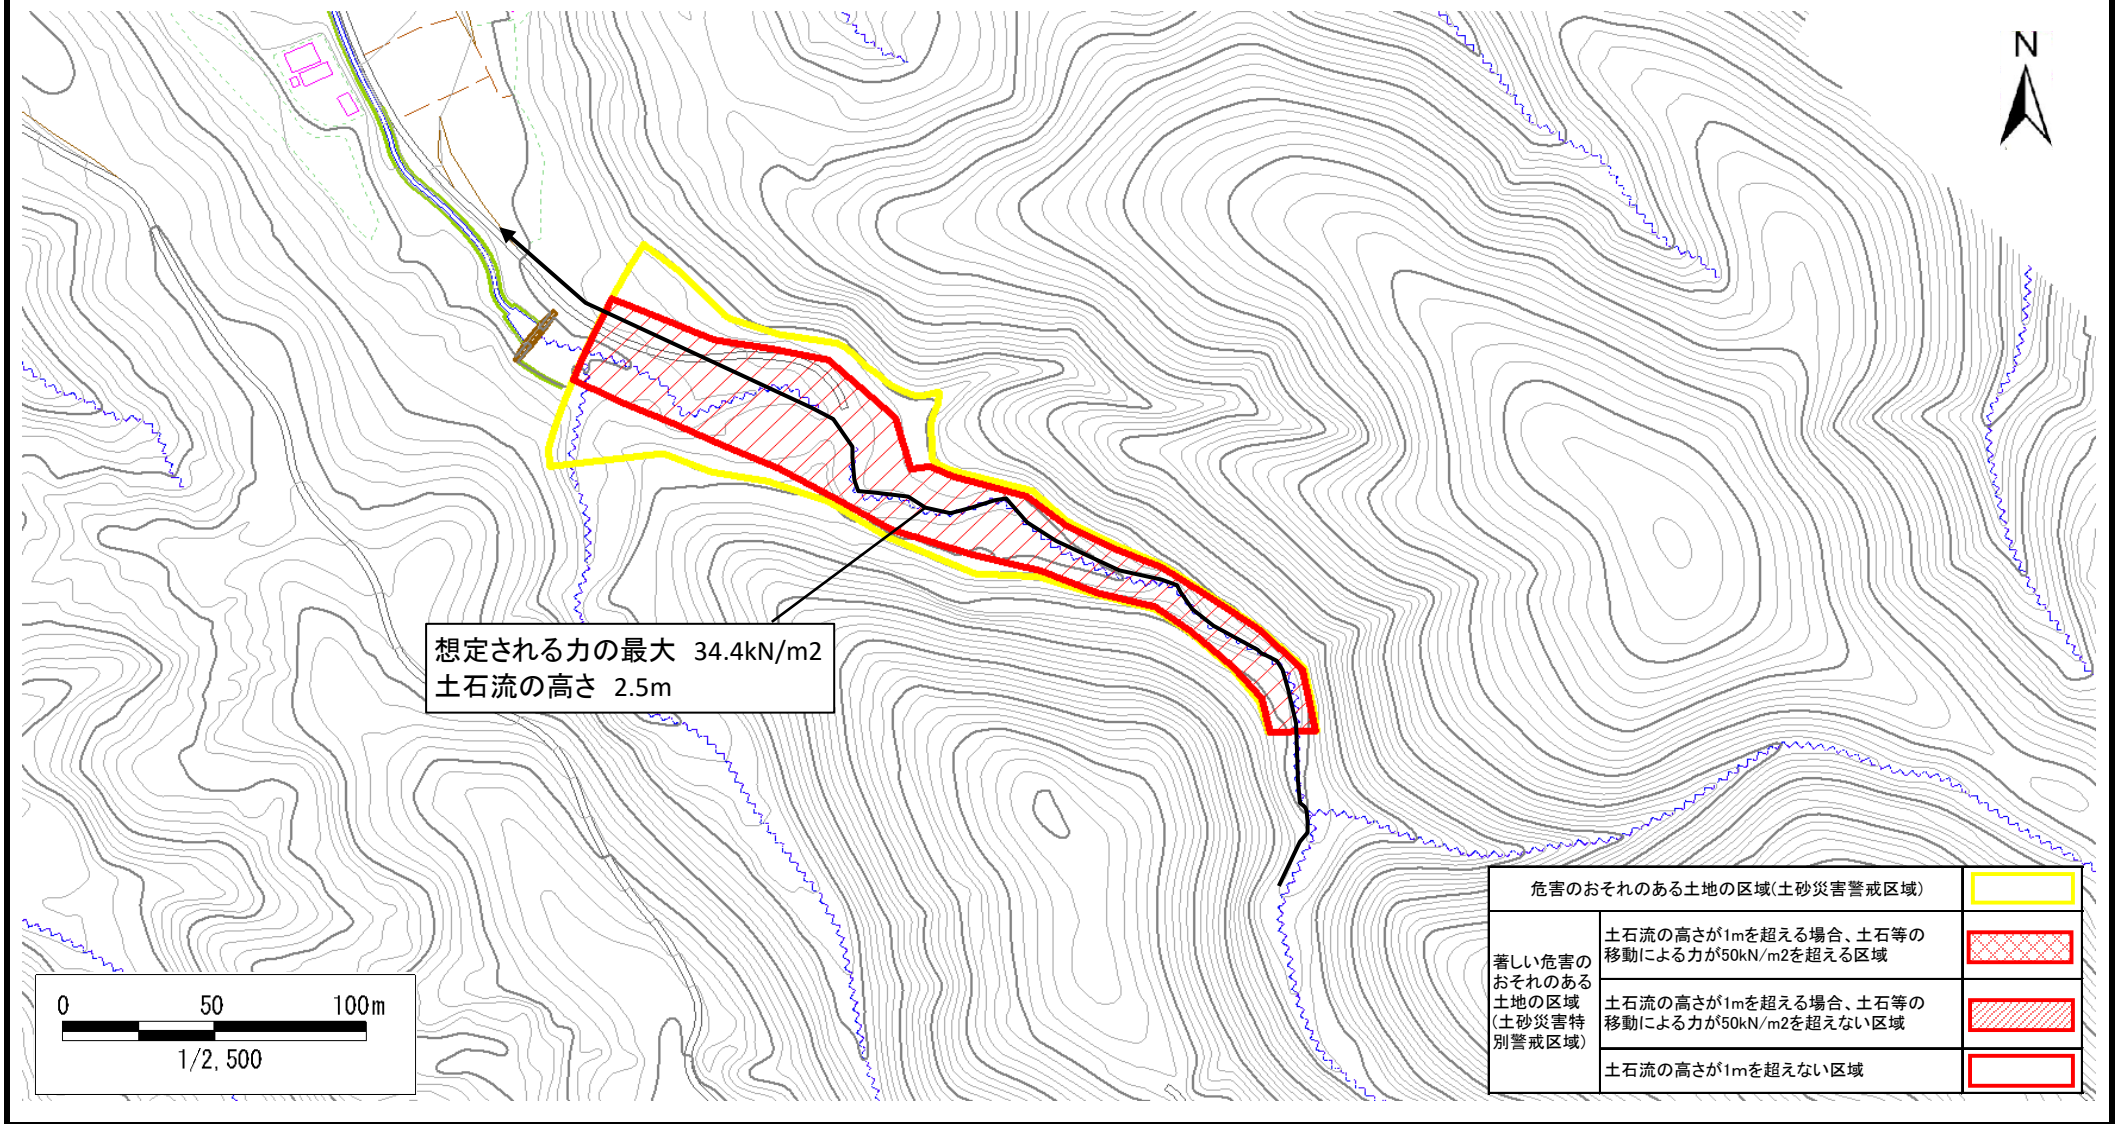 N
想定される力の最大 34.4kN/m2
土石流の高さ 2.5m
0 50 100m
1/2,500
危害のおそれのある土地の区域(土砂災害警戒区域)
著しい危害の
おそれのある
土地の区域
(土砂災害特
別警戒区域)
土石流の高さが1mを超える場合、土石等の
移動による力が50kN/m2を超える区域
土石流の高さが1mを超える場合、土石等の
移動による力が50kN/m2を超えない区域
土石流の高さが1mを超えない区域